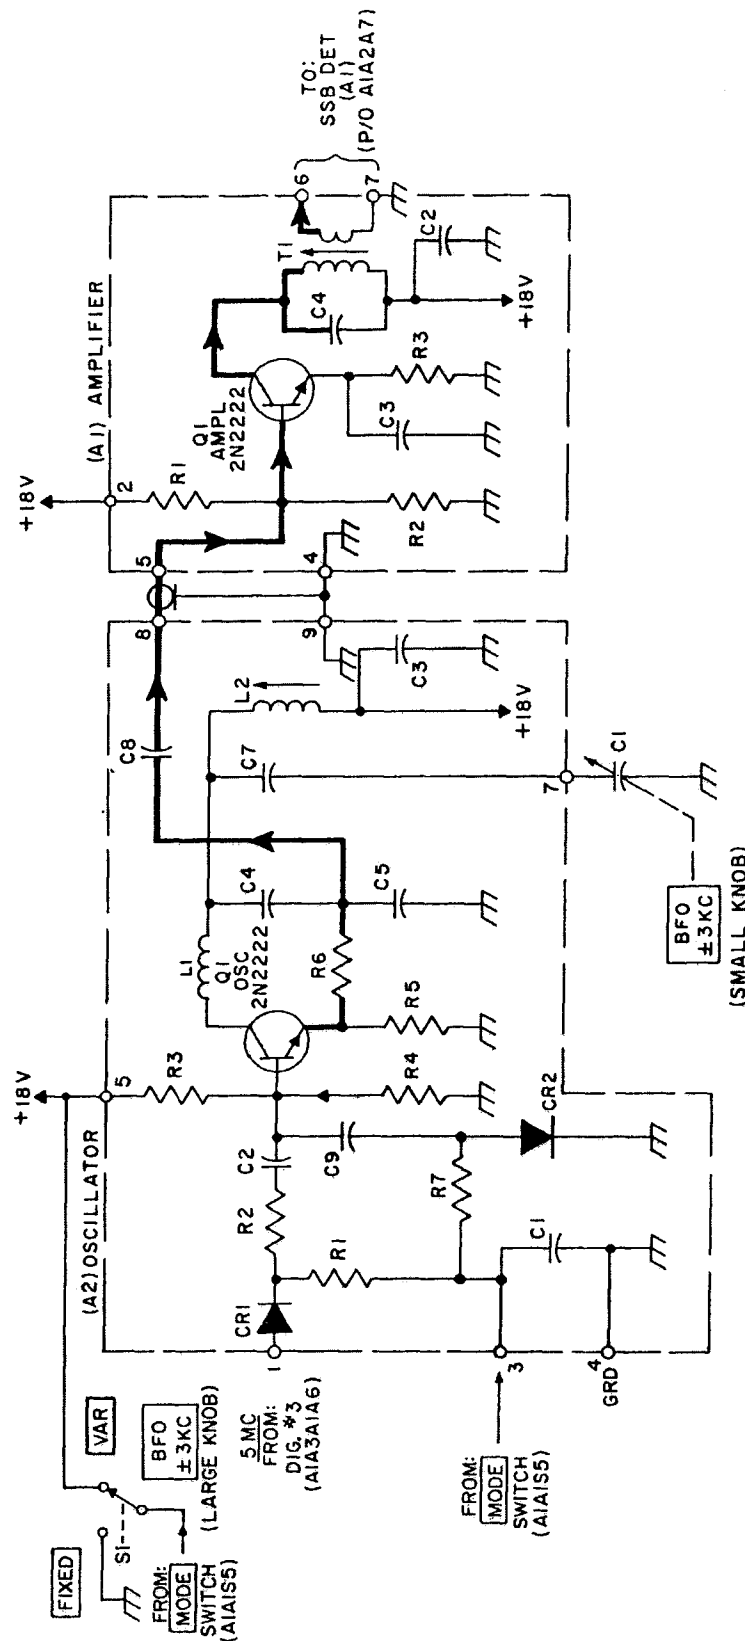 FIXED
S1
VAR
FROM:
MODE
SWITCH
(A1A1S5)
BFO
±3KC
(LARGE KNOB)
+18V
5
(A2) OSCILLATOR
R3
5 MC
FROM:
DIG. #3
(A1A3A1A6)
1
CR1
R2
C2
R1
C9
R7
R4
CR2
FROM:
MODE
SWITCH
(A1A1S5)
3
C1
4
GRD
L1
Q1
OSC
2N2222
R6
R5
C4
C5
C8
C7
L2
C3
+18V
7
C1
BFO
±3KC
(SMALL KNOB)
8
9
5
4
+18V
2
(A1) AMPLIFIER
R1
R2
Q1
AMPL
2N2222
C3
R3
C4
T1
C2
+18V
6
7
TO:
SSB DET
(A1)
(P/O A1A2A7)